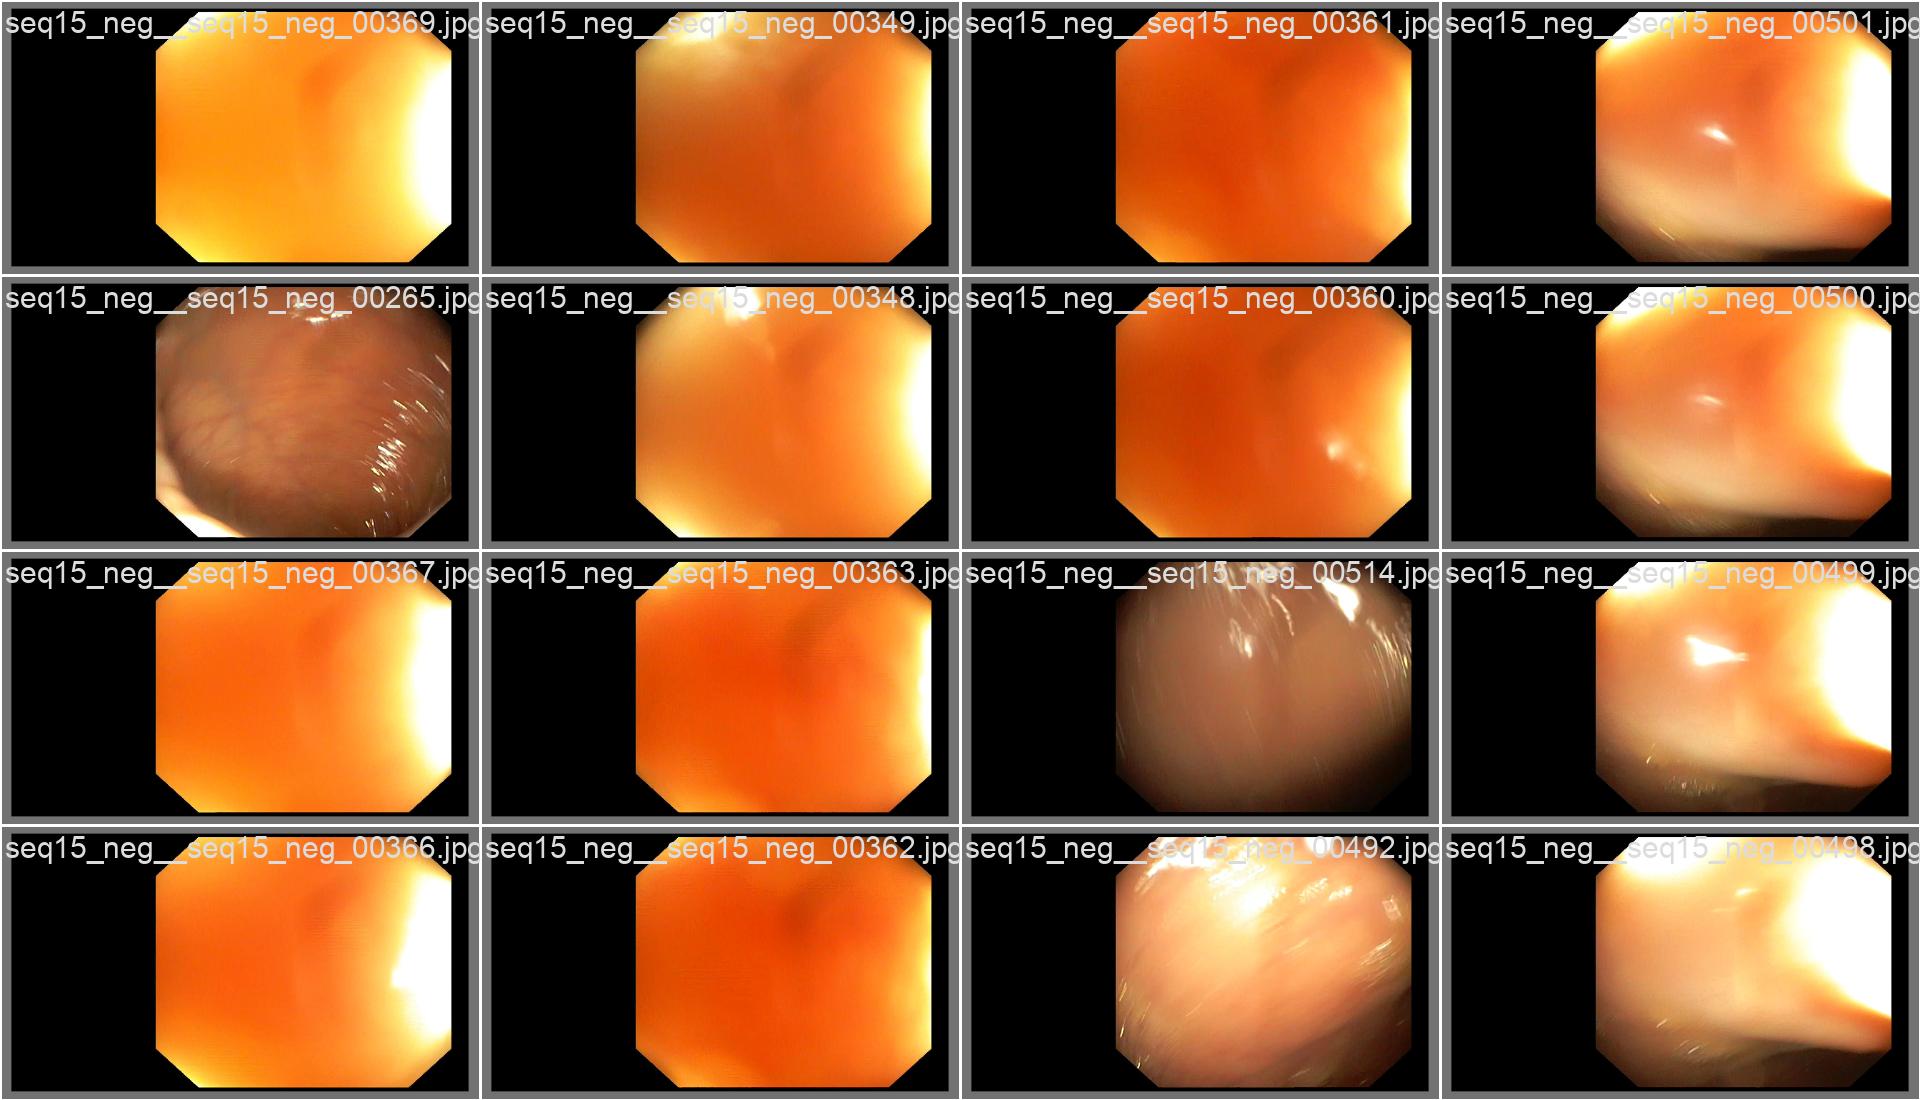 seq15_neg__seq15_neg_00369.jpg
seq15_neg__seq15_neg_00349.jpg
seq15_neg__seq15_neg_00361.jpg
seq15_neg__seq15_neg_00501.jpg
seq15_neg__seq15_neg_00265.jpg
seq15_neg__seq15_neg_00348.jpg
seq15_neg__seq15_neg_00360.jpg
seq15_neg__seq15_neg_00500.jpg
seq15_neg__seq15_neg_00367.jpg
seq15_neg__seq15_neg_00363.jpg
seq15_neg__seq15_neg_00514.jpg
seq15_neg__seq15_neg_00499.jpg
seq15_neg__seq15_neg_00366.jpg
seq15_neg__seq15_neg_00362.jpg
seq15_neg__seq15_neg_00492.jpg
seq15_neg__seq15_neg_00498.jpg